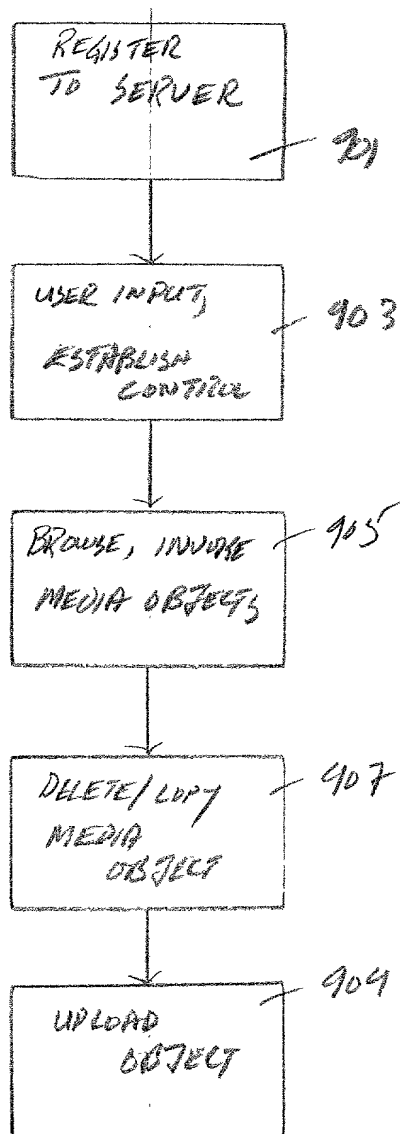 REGISTER
TO SERVER
901
USER INPUT,
ESTABLISH
CONTROL
903
BROWSE, INVOKE
MEDIA OBJECTS
905
DELETE/COPY
MEDIA
OBJECT
907
UPLOAD
OBJECT
909